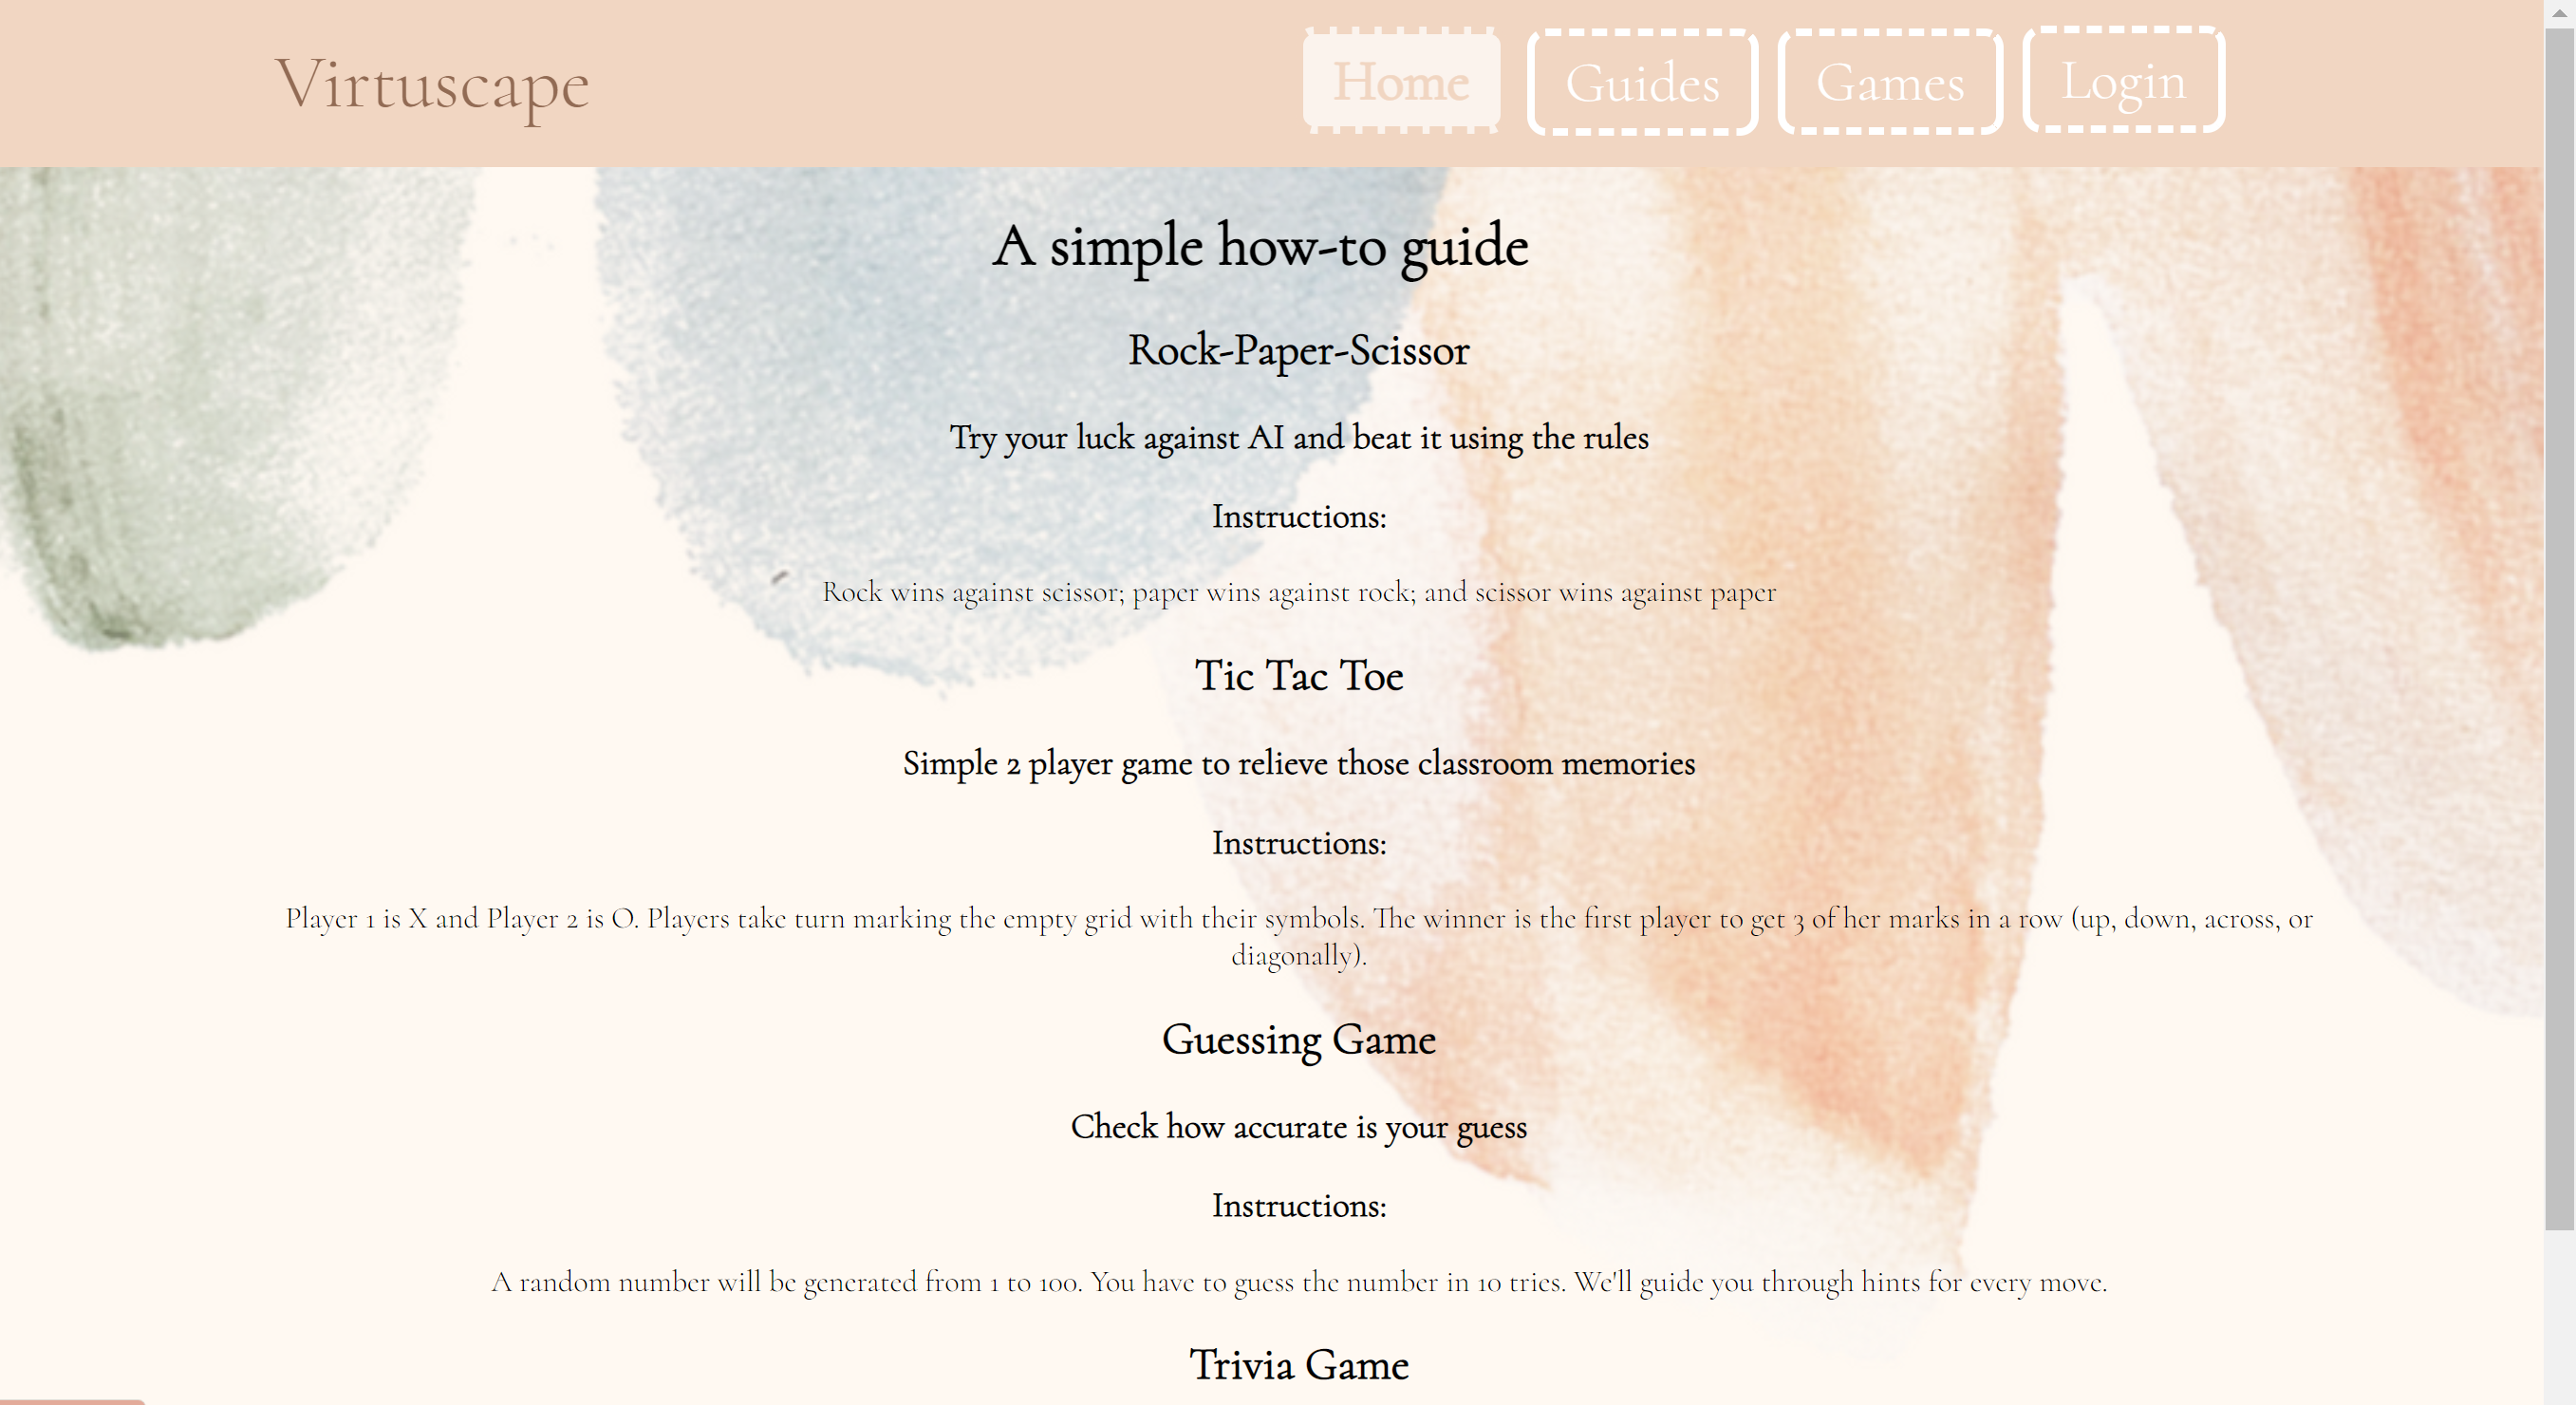 Virtuscape
Home
Guides
Games
Login
A simple how-to guide
Rock-Paper-Scissor
Try your luck against AI and beat it using the rules
Instructions:
Rock wins against scissor; paper wins against rock; and scissor wins against paper
Tic Tac Toe
Simple 2 player game to relieve those classroom memories
Instructions:
Player 1 is X and Player 2 is O. Players take turn marking the empty grid with their symbols. The winner is the first player to get 3 of her marks in a row (up, down, across, or
diagonally).
Guessing Game
Check how accurate is your guess
Instructions:
A random number will be generated from 1 to 100. You have to guess the number in 10 tries. We'll guide you through hints for every move.
Trivia Game